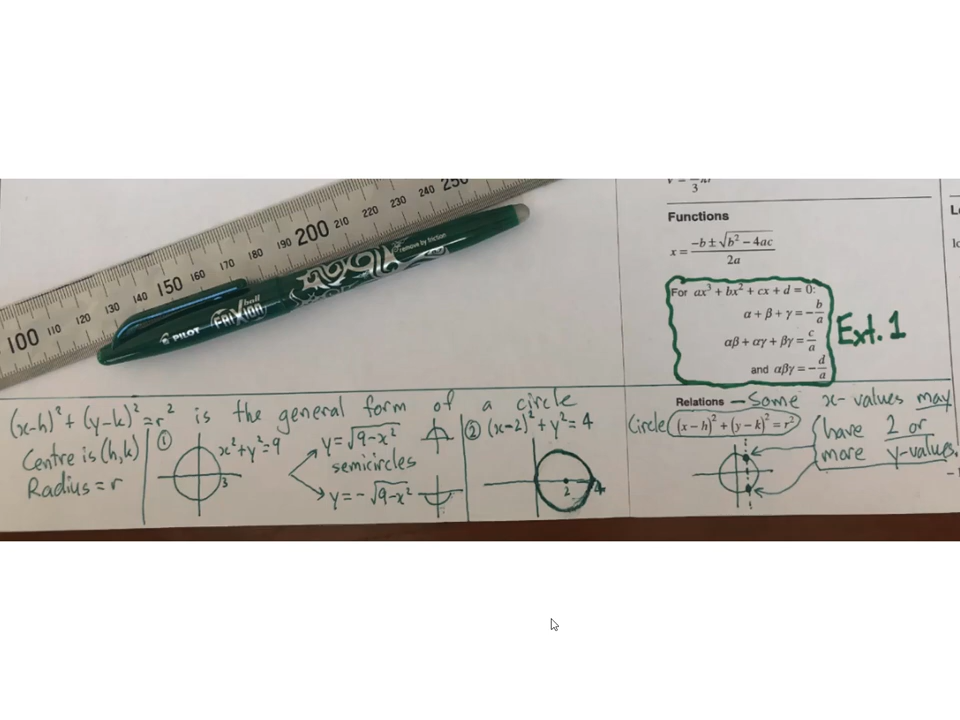 100 110 120 130 140 150 160 170 180 190 200 210 220 230 240 250
PILOT FRIXION ball
remove by friction
3
Functions
x = (-b ± √(b² - 4ac)) / 2a
For ax³ + bx² + cx + d = 0:
α + β + γ = -b/a
αβ + αγ + βγ = c/a
and αβγ = -d/a
Ext. 1
(x-h)² + (y-k)² = r² is the general form of a circle
Centre is (h,k)
Radius = r
① x² + y² = 9
3
y = √(9-x²)
semicircles
y = -√(9-x²)
② (x-2)² + y² = 4
2 4
Relations - Some x-values may
Circle (x - h)² + (y - k)² = r² have 2 or
more y-values.